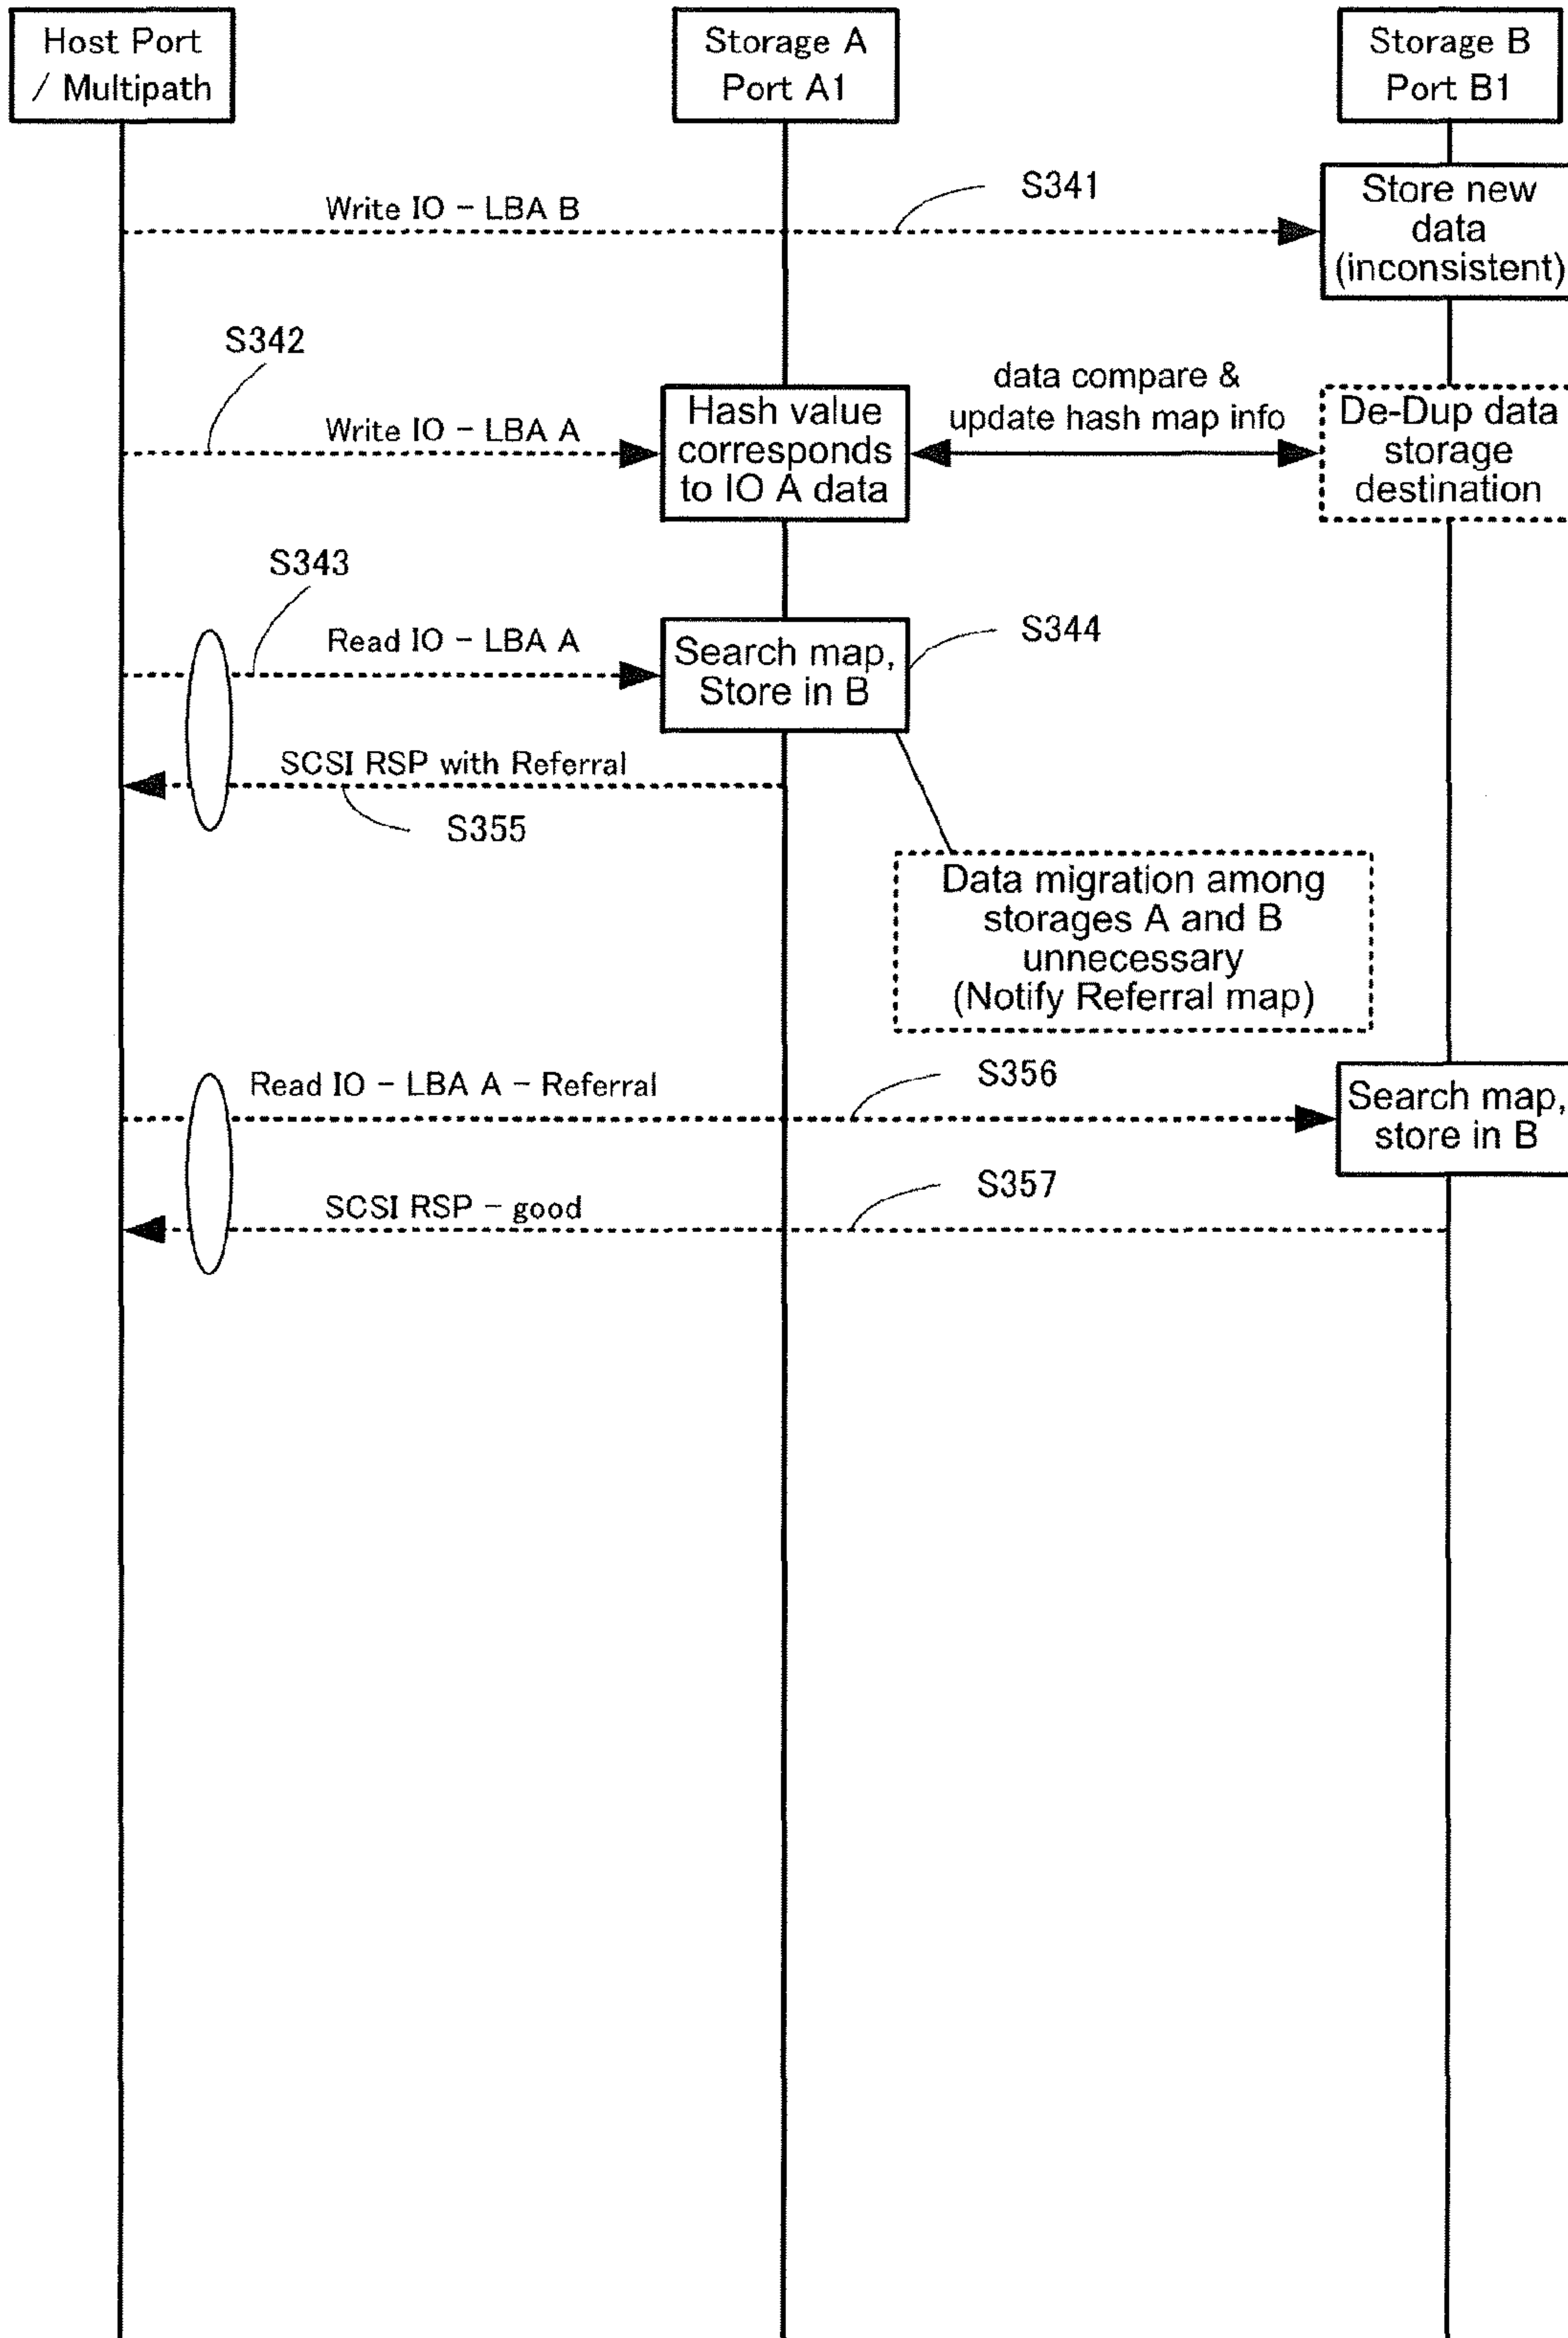 Host Port
/ Multipath
Storage A
Port A1
Storage B
Port B1
Write IO - LBA B
S341
Store new
data
(inconsistent)
S342
Write IO - LBA A
Hash value
corresponds
to IO A data
data compare &
update hash map info
De-Dup data
storage
destination
S343
Read IO - LBA A
Search map,
Store in B
S344
SCSI RSP with Referral
S355
Data migration among
storages A and B
unnecessary
(Notify Referral map)
Read IO - LBA A - Referral
S356
Search map,
store in B
SCSI RSP - good
S357